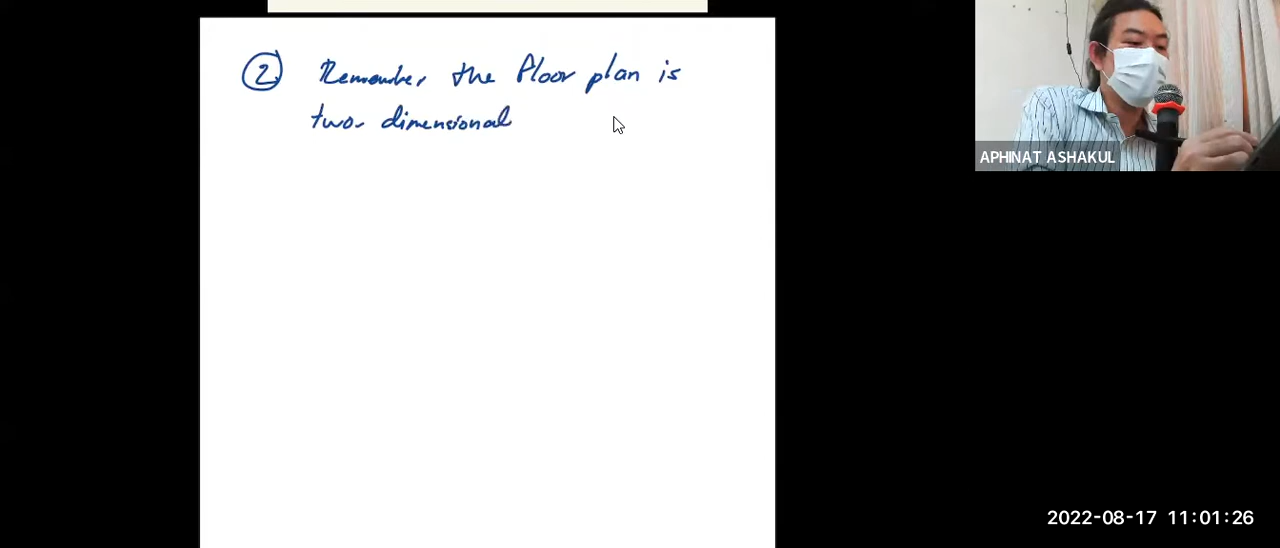 ② Remember the floor plan is
two-dimensional
APHINAT ASHAKUL
2022-08-17 11:01:26